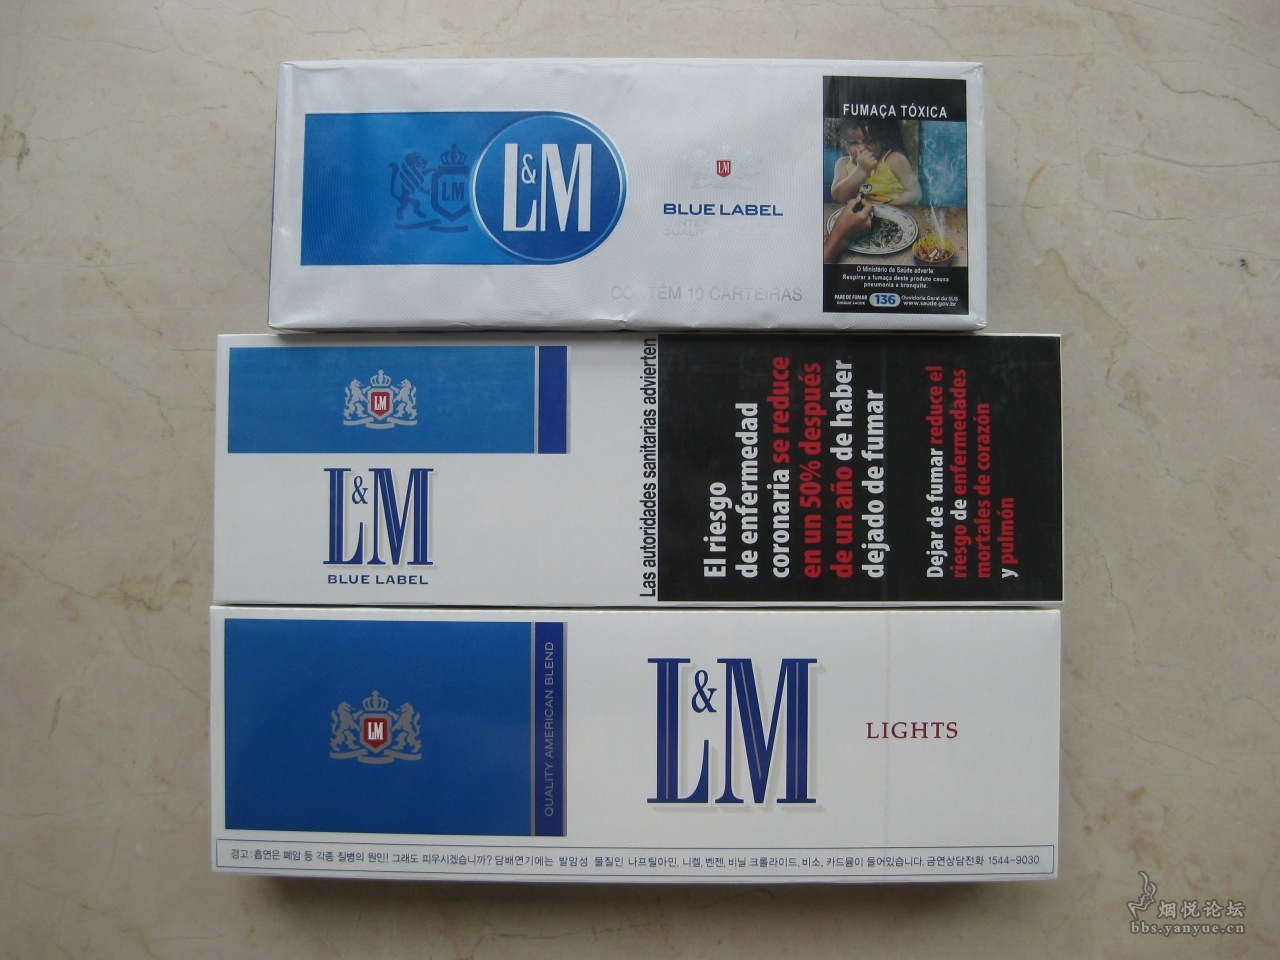 FUMAÇA TÓXICA
L&M
LM
LM
BLUE LABEL
CONTÉM 10 CARTEIRAS
O Ministério da Saúde adverte:
Respirar a fumaça deste produto causa
pneumonia e bronquite.
PARE DE FUMAR
DISQUE SAÚDE
136
Ouvidoria Geral do SUS
www.saude.gov.br
LM
L&M
BLUE LABEL
Las autoridades sanitarias advierten
El riesgo
de enfermedad
coronaria se reduce
en un 50% después
de un año de haber
dejado de fumar
Dejar de fumar reduce el
riesgo de enfermedades
mortales de corazón
y pulmón
LM
QUALITY AMERICAN BLEND
L&M
LIGHTS
경고:흡연은 폐암 등 각종 질병의 원인! 그래도 피우시겠습니까? 담배연기에는 발암성 물질인 나프틸아민, 니켈, 벤젠, 비닐 크롤라이드, 비소, 카드뮴이 들어있습니다. 금연상담전화 1544-9030
烟悦论坛
bbs.yanyue.cn